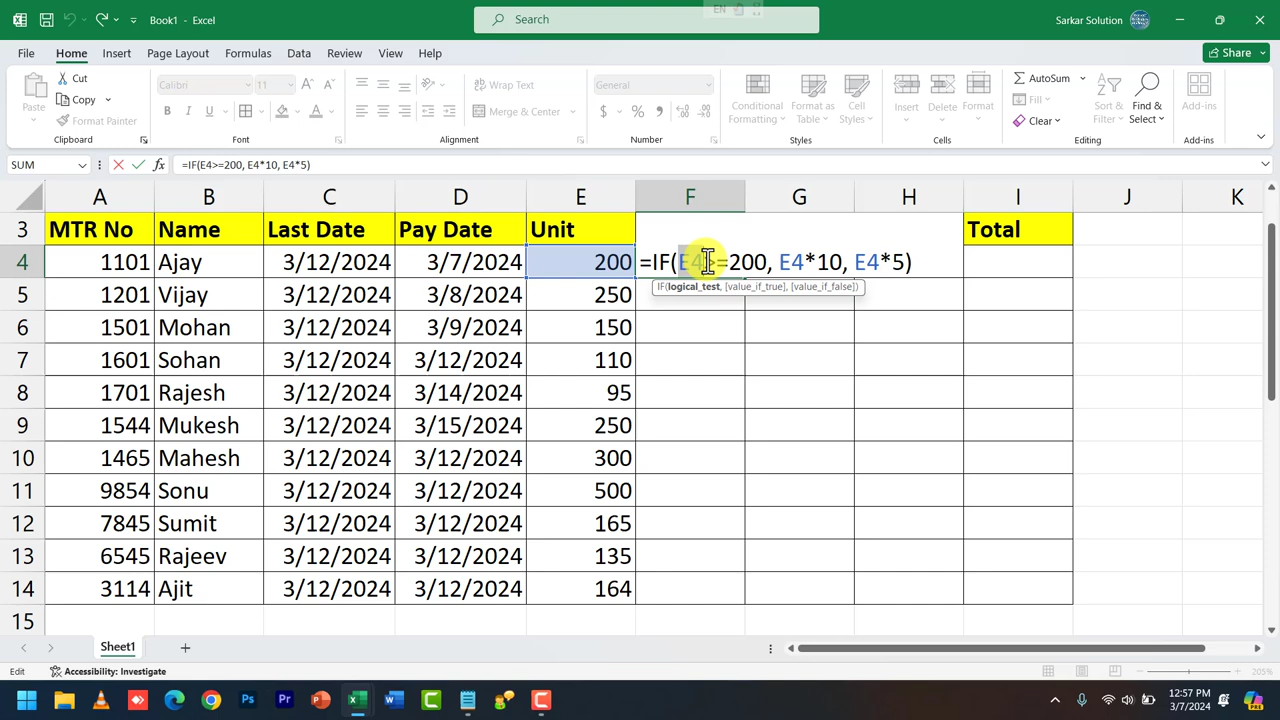 EN
Book1 - Excel
Search
Sarkar Solution
File Home Insert Page Layout Formulas Data Review View Help
Share
Paste
Cut
Copy
Format Painter
Clipboard
Calibri 11
B I U
Font
Wrap Text
Merge & Center
Alignment
General
$ %
Number
Conditional Formatting
Format as Table
Cell Styles
Styles
Insert Delete Format
Cells
AutoSum
Fill
Clear
Sort & Filter
Find & Select
Editing
Add-ins
Add-ins
SUM fx =IF(E4>=200, E4*10, E4*5)
A B C D E F G H I J K
3 MTR No Name Last Date Pay Date Unit Total
4 1101 Ajay 3/12/2024 3/7/2024 200 =IF(E4>=200, E4*10, E4*5)
IF(logical_test, [value_if_true], [value_if_false])
5 1201 Vijay 3/12/2024 3/8/2024 250
6 1501 Mohan 3/12/2024 3/9/2024 150
7 1601 Sohan 3/12/2024 3/12/2024 110
8 1701 Rajesh 3/12/2024 3/14/2024 95
9 1544 Mukesh 3/12/2024 3/15/2024 250
10 1465 Mahesh 3/12/2024 3/12/2024 300
11 9854 Sonu 3/12/2024 3/12/2024 500
12 7845 Sumit 3/12/2024 3/12/2024 165
13 6545 Rajeev 3/12/2024 3/12/2024 135
14 3114 Ajit 3/12/2024 3/12/2024 164
15
Sheet1
Edit Accessibility: Investigate 205%
12:57 PM
3/7/2024